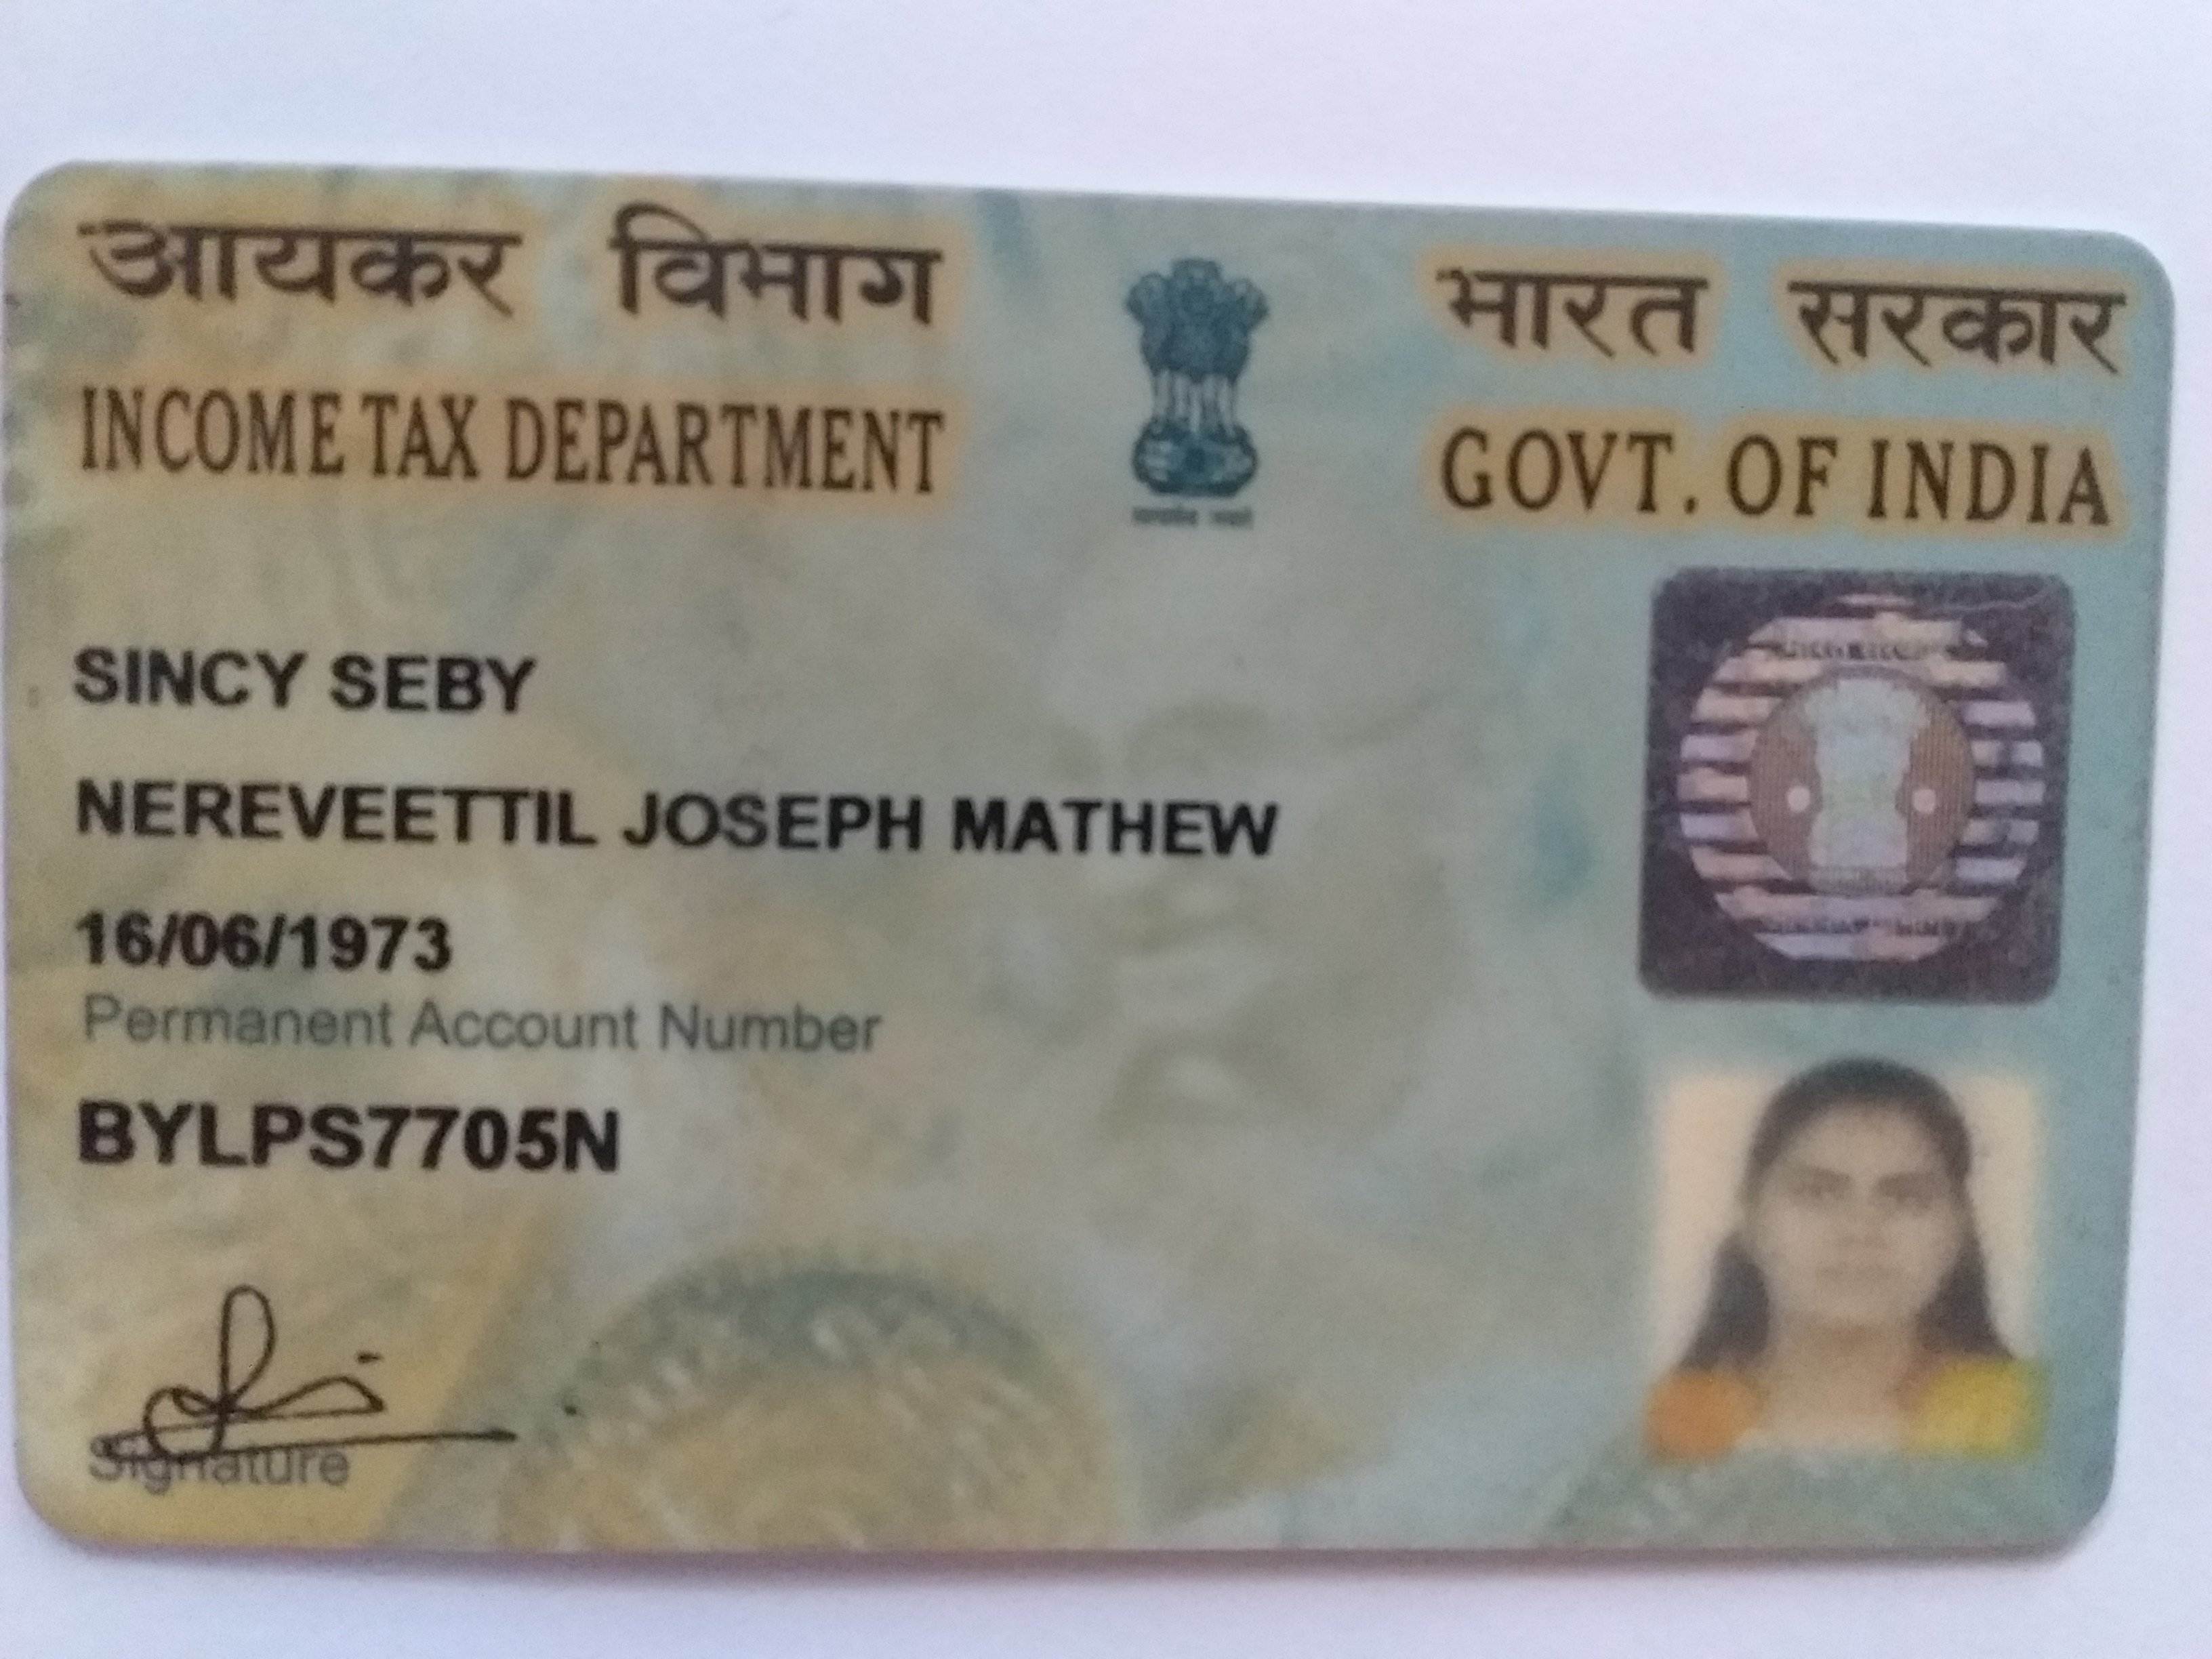 आयकर विभाग
INCOME TAX DEPARTMENT
भारत सरकार
GOVT. OF INDIA
SINCY SEBY
NEREVEETTIL JOSEPH MATHEW
16/06/1973
Permanent Account Number
BYLPS7705N
Signature